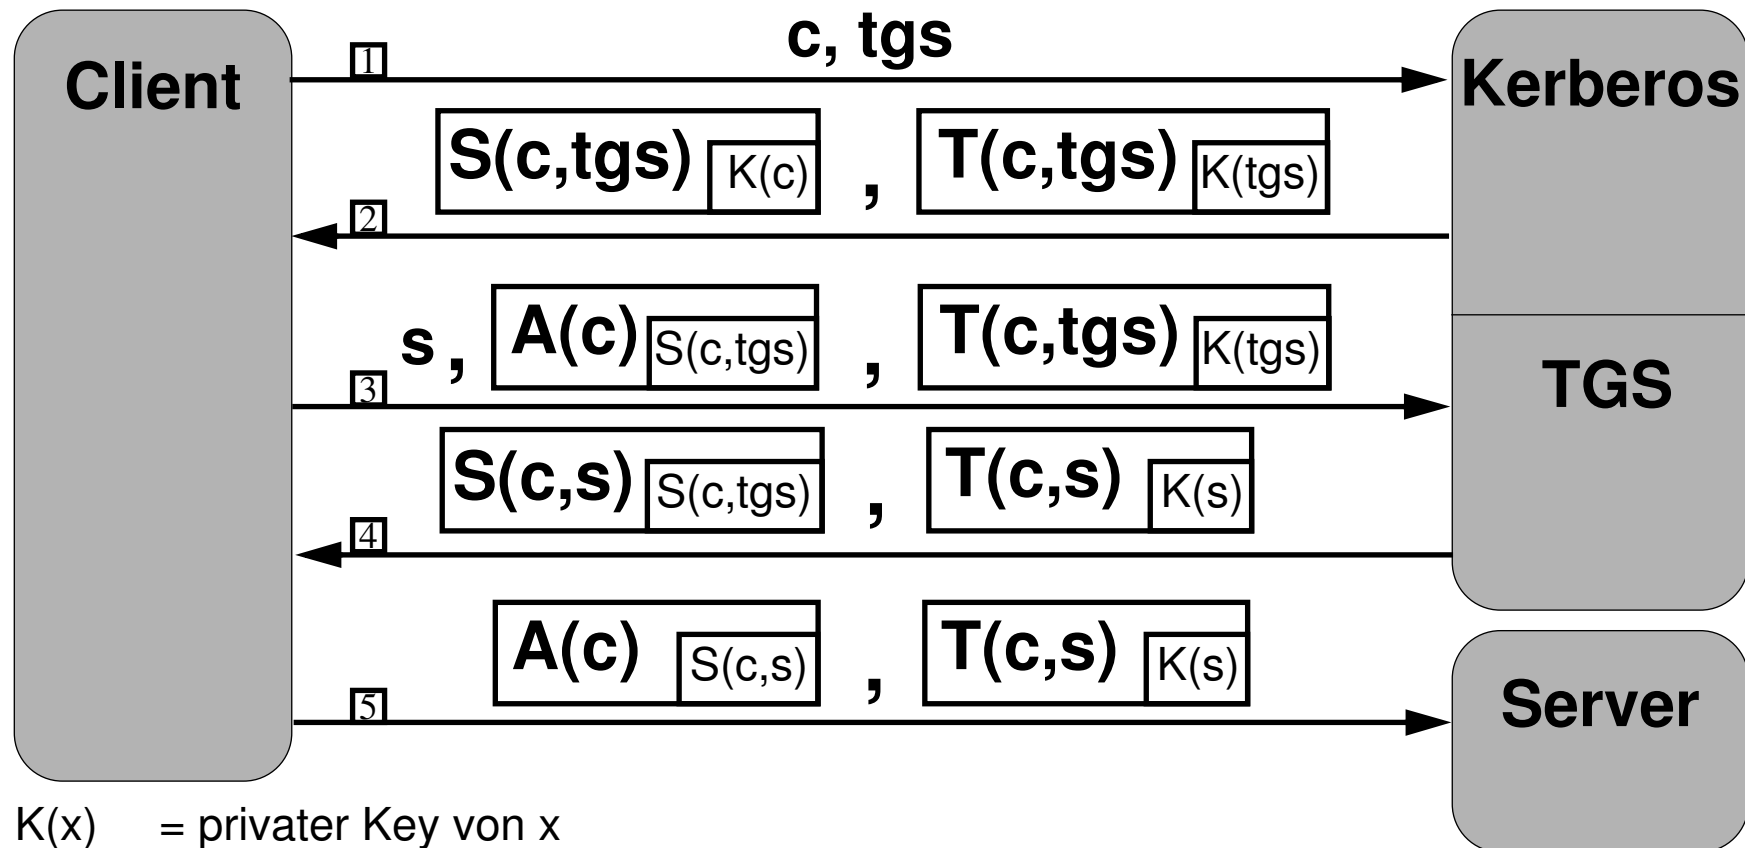 c, tgs
1
Client
Kerberos
S(c,tgs) K(c) , T(c,tgs) K(tgs)
2
s, A(c) S(c,tgs) , T(c,tgs) K(tgs)
3
TGS
S(c,s) S(c,tgs) , T(c,s) K(s)
4
A(c) S(c,s) , T(c,s) K(s)
5
Server
K(x) = privater Key von x